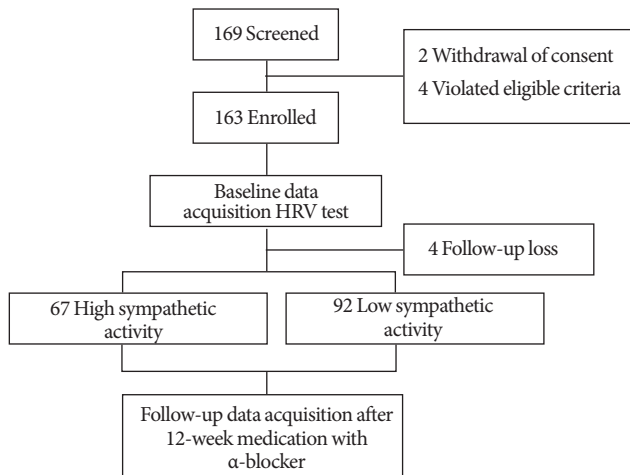 169 Screened
2 Withdrawal of consent
4 Violated eligible criteria
163 Enrolled
Baseline data
acquisition HRV test
4 Follow-up loss
67 High sympathetic
activity
92 Low sympathetic
activity
Follow-up data acquisition after
12-week medication with
α-blocker